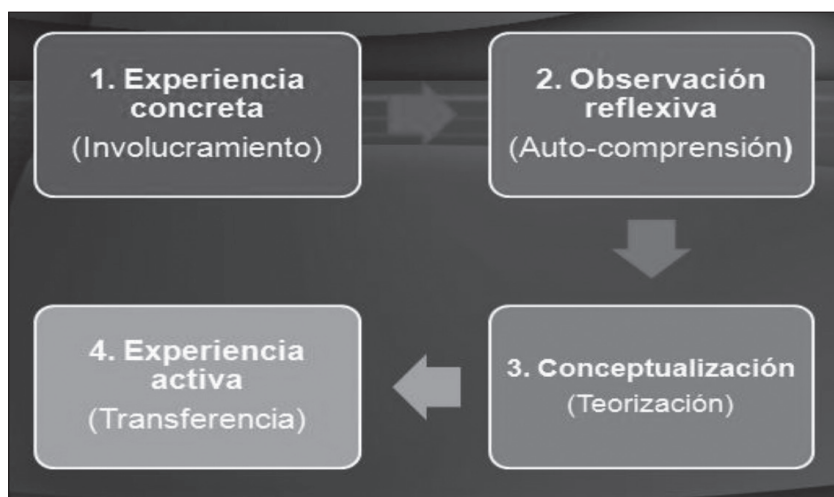 1. Experiencia
concreta
(Involucramiento)
2. Observación
reflexiva
(Auto-comprensión)
3. Conceptualización
(Teorización)
4. Experiencia
activa
(Transferencia)